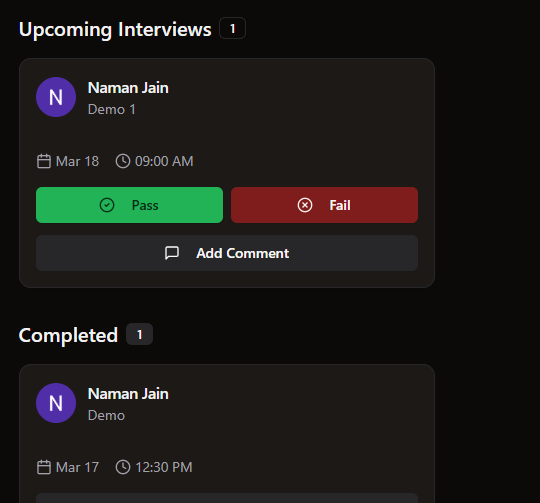 Upcoming Interviews 1
N
Naman Jain
Demo 1
Mar 18 09:00 AM
Pass Fail
Add Comment
Completed 1
N
Naman Jain
Demo
Mar 17 12:30 PM